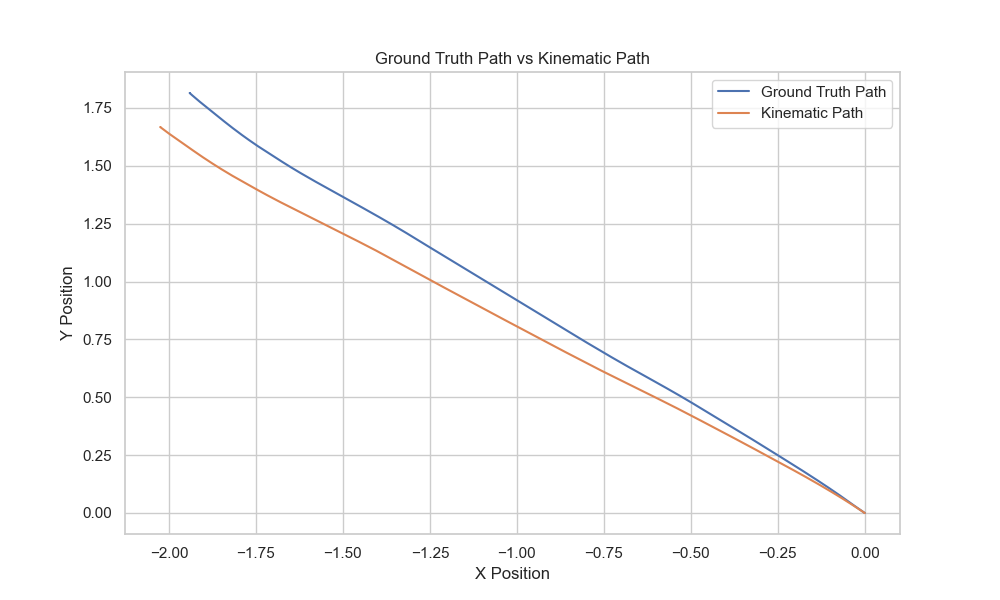 Ground Truth Path vs Kinematic Path
Ground Truth Path
Kinematic Path
Y Position
1.75
1.50
1.25
1.00
0.75
0.50
0.25
0.00
−2.00 −1.75 −1.50 −1.25 −1.00 −0.75 −0.50 −0.25 0.00
X Position